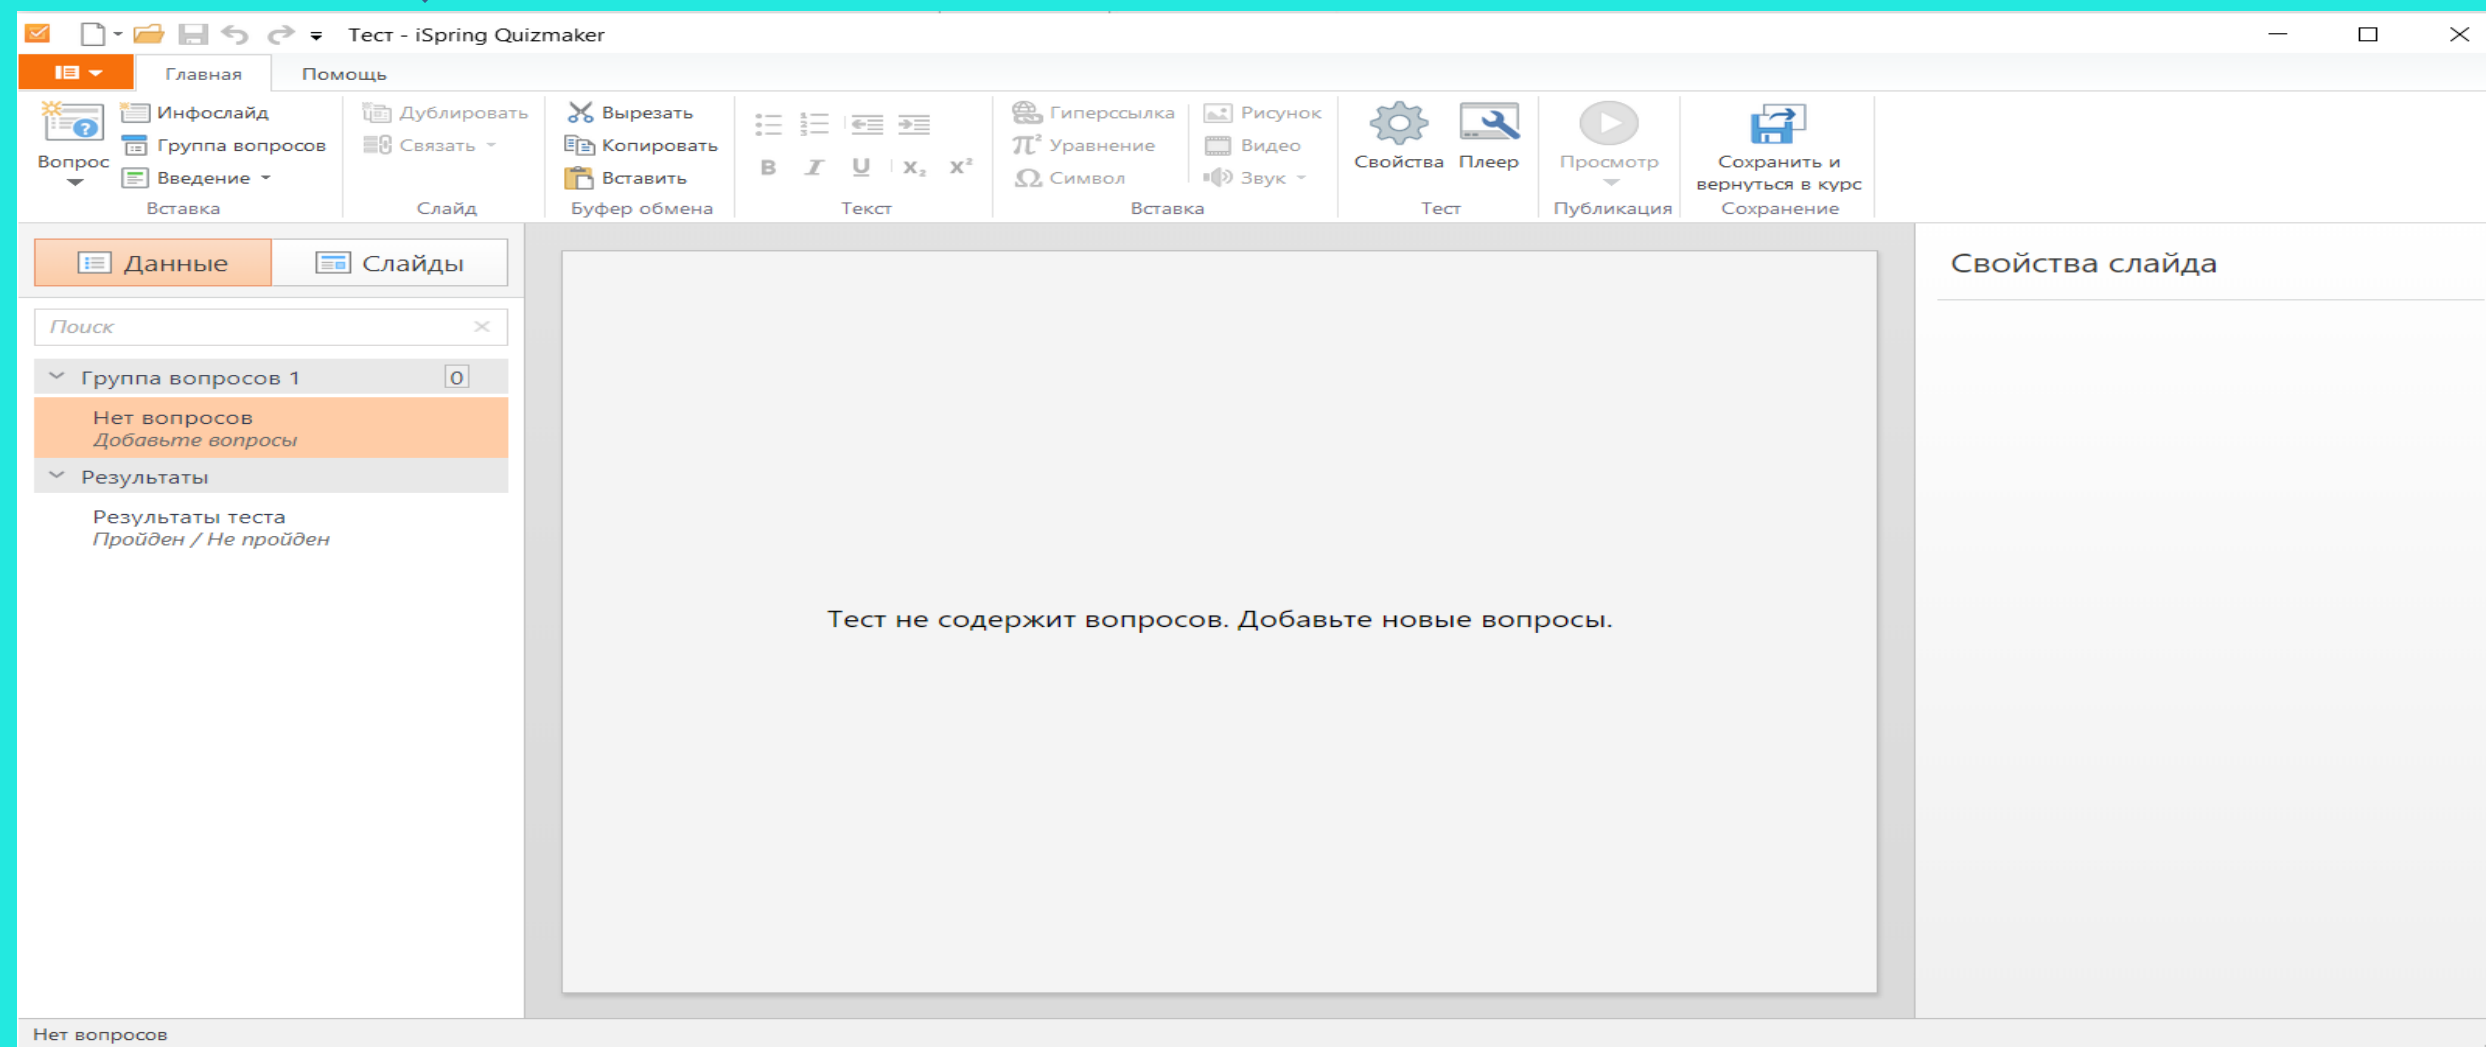 Тест - iSpring Quizmaker
Главная Помощь
Вопрос
Инфослайд
Группа вопросов
Введение
Вставка
Дублировать
Связать
Слайд
Вырезать
Копировать
Вставить
Буфер обмена
B I U X₂ X²
Текст
Гиперссылка
Уравнение
Символ
Рисунок
Видео
Звук
Вставка
Свойства Плеер
Тест
Просмотр
Публикация
Сохранить и
вернуться в курс
Сохранение
Данные Слайды
Поиск
Группа вопросов 1 0
Нет вопросов
Добавьте вопросы
Результаты
Результаты теста
Пройден / Не пройден
Тест не содержит вопросов. Добавьте новые вопросы.
Свойства слайда
Нет вопросов